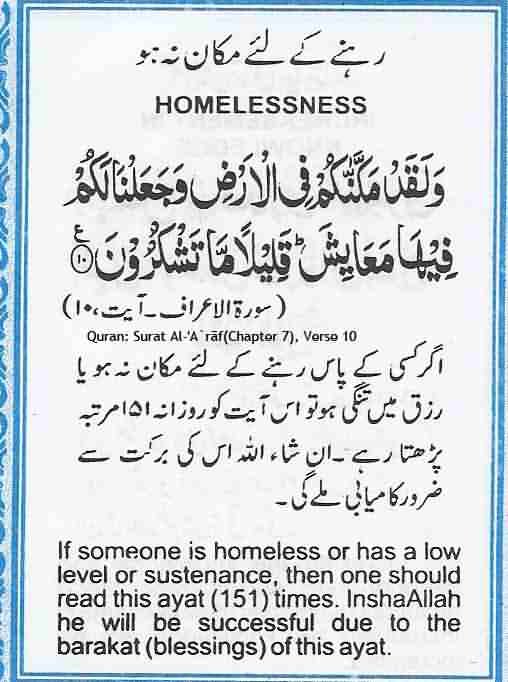 رہنے کے لئے مکان نہ ہو
HOMELESSNESS
وَلَقَدْ مَكَّنّٰكُمْ فِى الْاَرْضِ وَجَعَلْنَا لَكُمْ
فِيْهَا مَعَايِشَ ؕ قَلِيْلًا مَّا تَشْكُرُوْنَ ﴿۱۰﴾ ع
(سورۃ الاعراف ۔ آیت، ۱۰)
Quran: Surat Al-'A`rāf(Chapter 7), Verse 10
اگر کسی کے پاس رہنے کے لئے مکان نہ ہو یا
رزق میں تنگی ہو تو اس آیت کو روزانہ ۱۵۱ مرتبہ
پڑھتا رہے ۔ ان شاء اللہ اس کی برکت سے
ضرور کامیابی ملے گی ۔
If someone is homeless or has a low
level or sustenance, then one should
read this ayat (151) times. InshaAllah
he will be successful due to the
barakat (blessings) of this ayat.